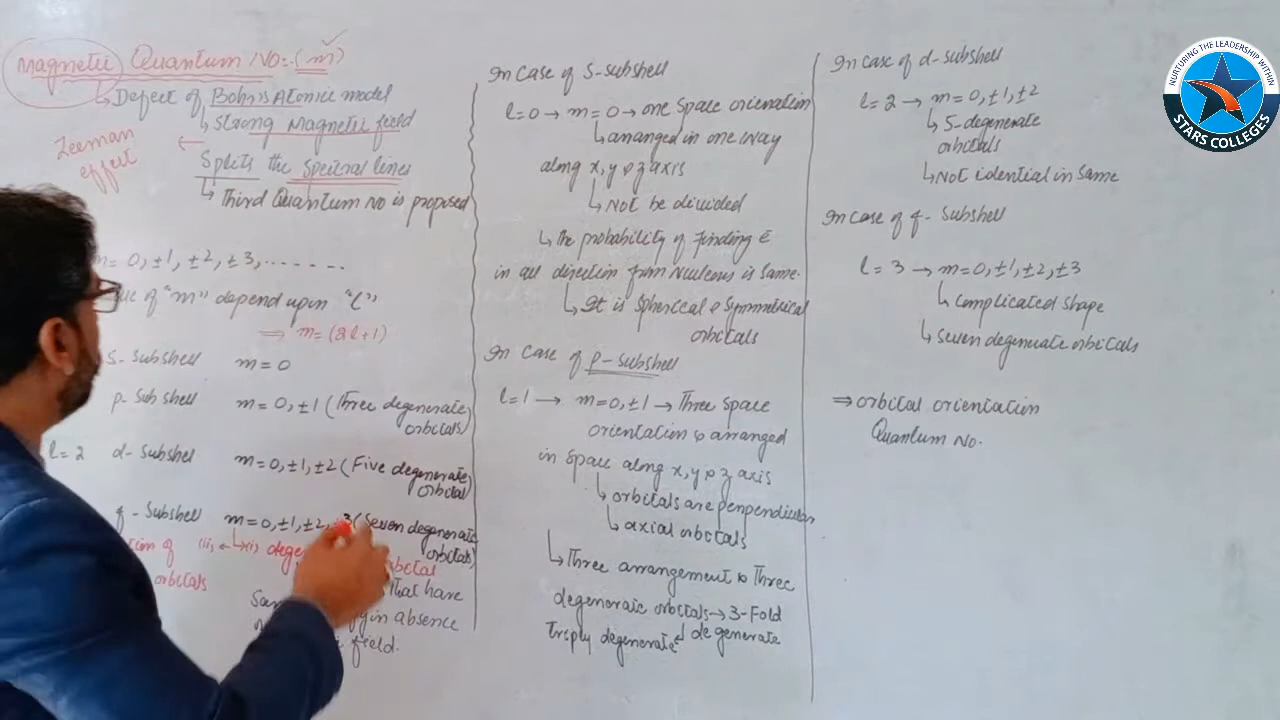 Magnetic Quantum No:- (m) ✓
↳ Defect of Bohr's Atomic model
↳ Strong Magnetic field
Zeeman effect ←
Splits the Spectral lines
↳ Third Quantum No is proposed
m = 0, ±1, ±2, ±3, .......
of "m" depend upon "l"
⇒ m = (2l+1)
s-Subshell m = 0
p-Subshell m = 0, ±1 (Three degenerate
orbitals)
l = 2 d-Subshell m = 0, ±1, ±2 (Five degenerate
orbital)
f-Subshell m = 0, ±1, ±2, ±3 (Seven degenerate
orbitals)
of (ii) ← ↳ (i)
orbitals
that have
in absence
field.
In Case of S-subshell
l=0 → m=0 → one Space orienation
↳ arranged in one way
along x, y & z axis
↳ Not be divided
↳ the probability of finding ē
in all direction from Nucleus is Same.
↳ It is Spherical & Symmetrical
orbitals
In Case of p-subshell
l=1 → m=0, ±1 → Three Space
orientation & arranged
in Space along x, y & z axis
↳ orbitals are perpendicular
↳ axial orbitals
↳ Three arrangement & Three
degenerate orbitals → 3-Fold
degenerate
Triply degenerate ↲
In case of d-subshell
l = 2 → m=0, ±1, ±2
↳ 5-degenerate
orbitals
↳ Not idential in Same
In case of f-Subshell
l = 3 → m=0, ±1, ±2, ±3
↳ Complicated shape
↳ Seven degenerate orbitals
⇒ orbital orientation
Quantum No.
NURTURING THE LEADERSHIP WITHIN
STARS COLLEGES